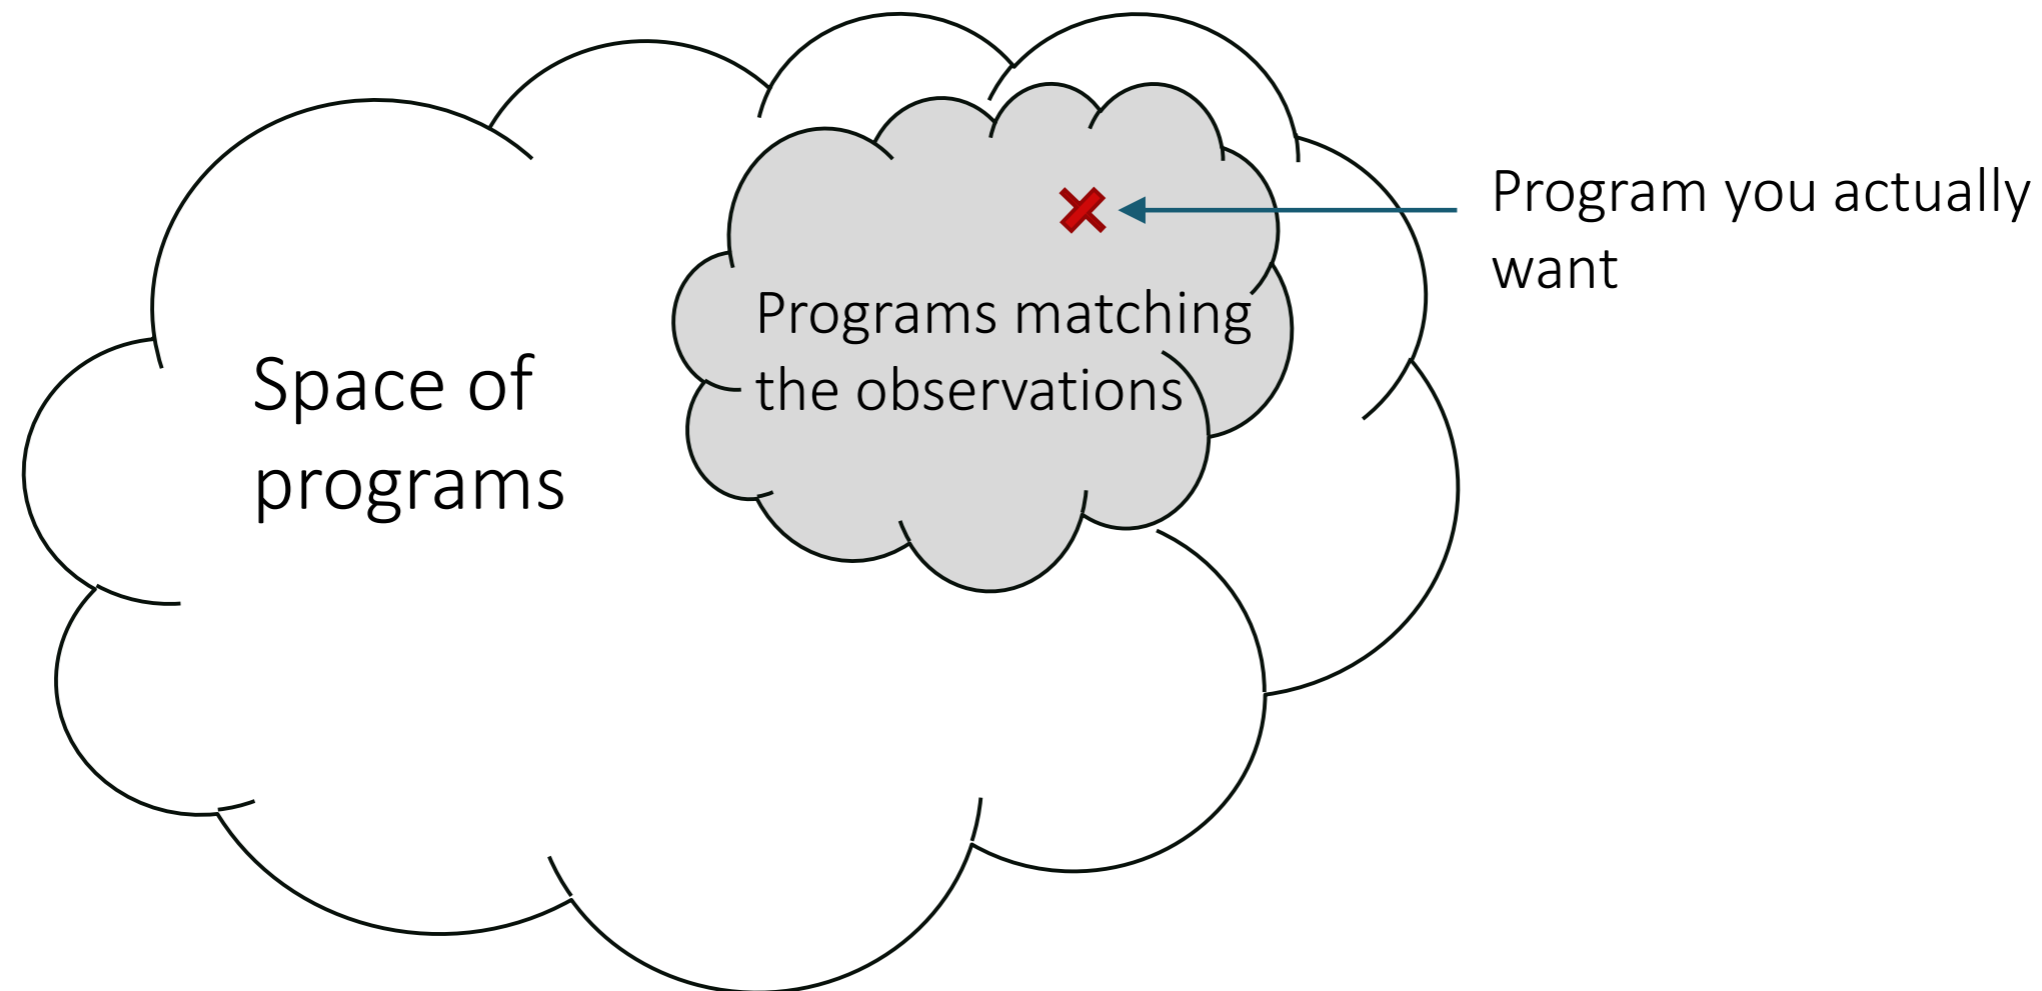 Space of
programs
Programs matching
the observations
Program you actually
want